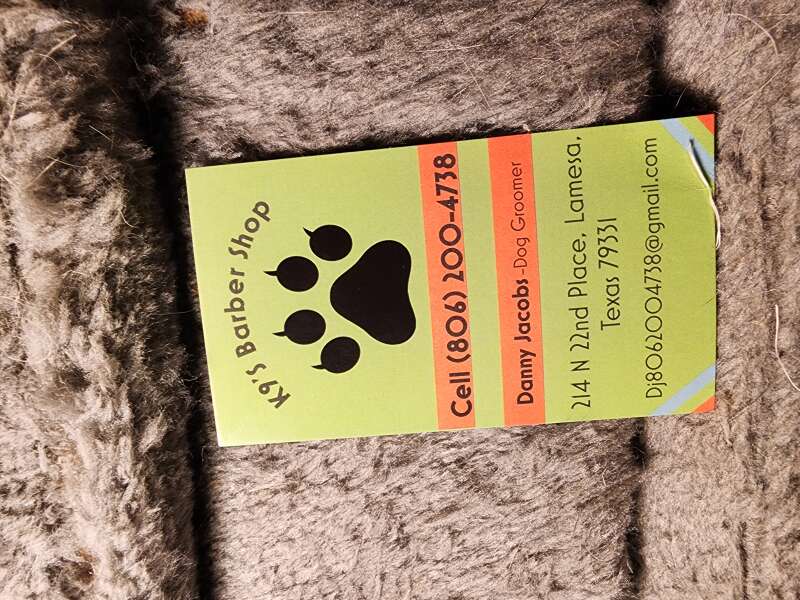 K9's Barber Shop
Cell (806) 200-4738
Danny Jacobs -Dog Groomer
214 N 22nd Place, Lamesa,
Texas 79331
Dj8062004738@gmail.com